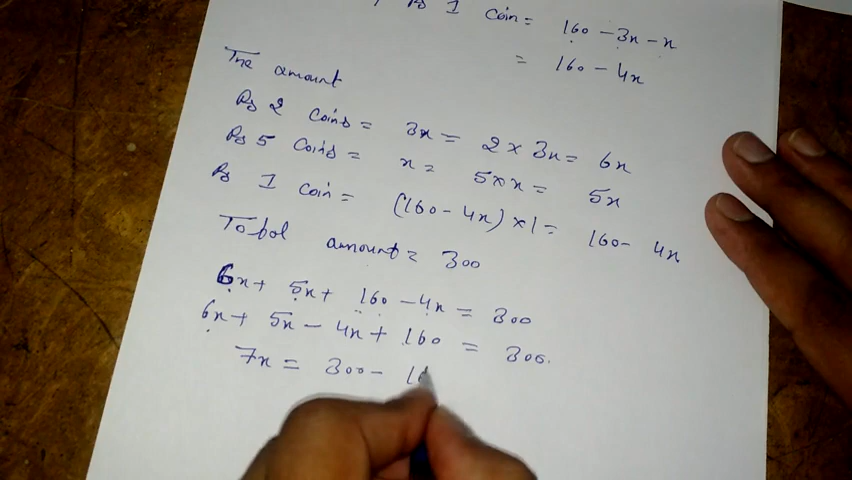 Rs 1 coin = 160 - 3x - x
= 160 - 4x
The amount
Rs 2 coins = 3x = 2 × 3x = 6x
Rs 5 coins = x = 5 × x = 5x
Rs 1 coin = (160 - 4x) × 1 = 160 - 4x
Total amount = 300
6x + 5x + 160 - 4x = 300
6x + 5x - 4x + 160 = 300.
7x = 300 - 16